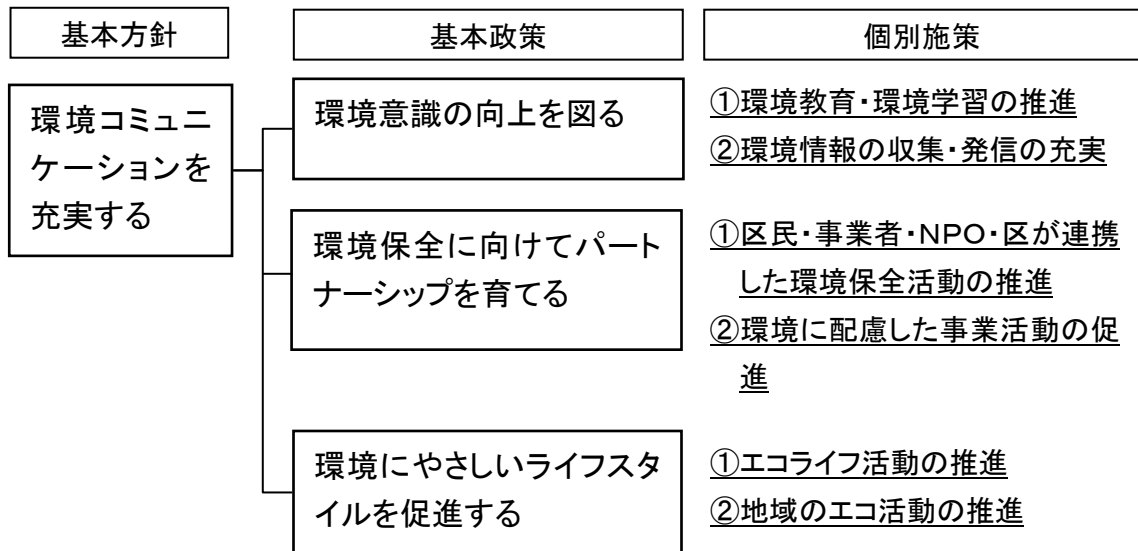 基本方針
基本政策
個別施策
環境コミュニ
ケーションを
充実する
環境意識の向上を図る
①環境教育・環境学習の推進
②環境情報の収集・発信の充実
環境保全に向けてパート
ナーシップを育てる
①区民・事業者・NPO・区が連携
した環境保全活動の推進
②環境に配慮した事業活動の促
進
環境にやさしいライフスタ
イルを促進する
①エコライフ活動の推進
②地域のエコ活動の推進